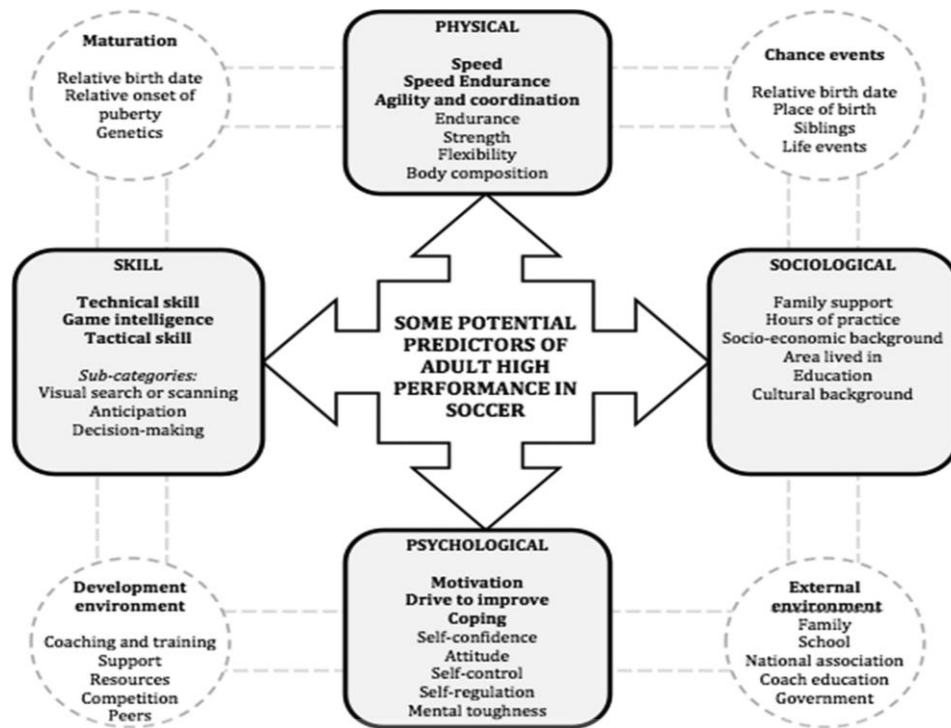 Maturation
Relative birth date
Relative onset of
puberty
Genetics
PHYSICAL
Speed
Speed Endurance
Agility and coordination
Endurance
Strength
Flexibility
Body composition
Chance events
Relative birth date
Place of birth
Siblings
Life events
SKILL
Technical skill
Game intelligence
Tactical skill
Sub-categories:
Visual search or scanning
Anticipation
Decision-making
SOME POTENTIAL
PREDICTORS OF
ADULT HIGH
PERFORMANCE IN
SOCCER
SOCIOLOGICAL
Family support
Hours of practice
Socio-economic background
Area lived in
Education
Cultural background
Development
environment
Coaching and training
Support
Resources
Competition
Peers
PSYCHOLOGICAL
Motivation
Drive to improve
Coping
Self-confidence
Attitude
Self-control
Self-regulation
Mental toughness
External
environment
Family
School
National association
Coach education
Government